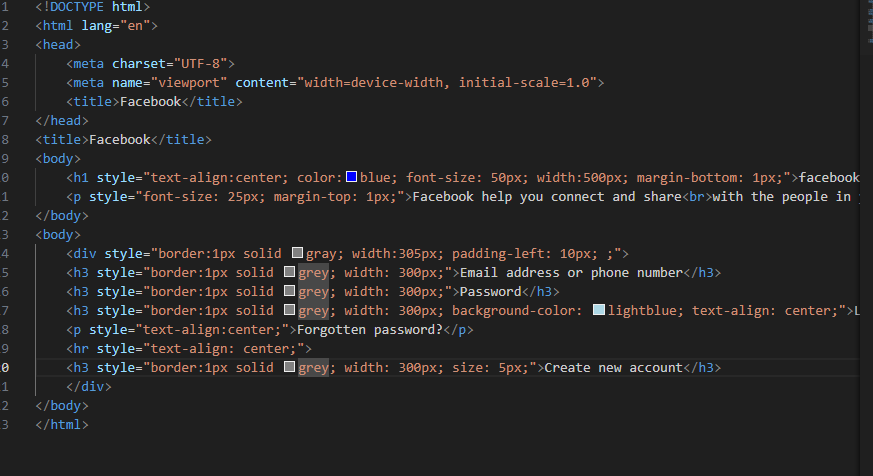 1 <!DOCTYPE html>
2 <html lang="en">
3 <head>
4     <meta charset="UTF-8">
5     <meta name="viewport" content="width=device-width, initial-scale=1.0">
6     <title>Facebook</title>
7 </head>
8 <title>Facebook</title>
9 <body>
0     <h1 style="text-align:center; color:blue; font-size: 50px; width:500px; margin-bottom: 1px;">facebook
1     <p style="font-size: 25px; margin-top: 1px;">Facebook help you connect and share<br>with the people in
2 </body>
3 <body>
4     <div style="border:1px solid gray; width:305px; padding-left: 10px; ;">
5     <h3 style="border:1px solid grey; width: 300px;">Email address or phone number</h3>
6     <h3 style="border:1px solid grey; width: 300px;">Password</h3>
7     <h3 style="border:1px solid grey; width: 300px; background-color: lightblue; text-align: center;">L
8     <p style="text-align:center;">Forgotten password?</p>
9     <hr style="text-align: center;">
0     <h3 style="border:1px solid grey; width: 300px; size: 5px;">Create new account</h3>
1     </div>
2 </body>
3 </html>